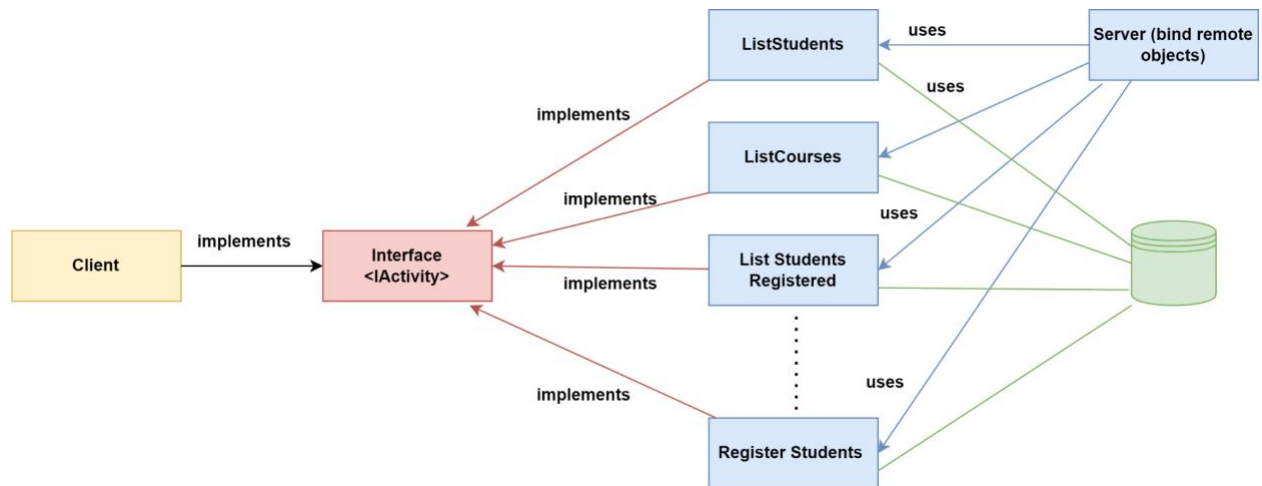 ListStudents
uses
Server (bind remote
objects)
uses
implements
ListCourses
implements
uses
implements
Client
Interface
<IActivity>
List Students
Registered
implements
uses
implements
Register Students